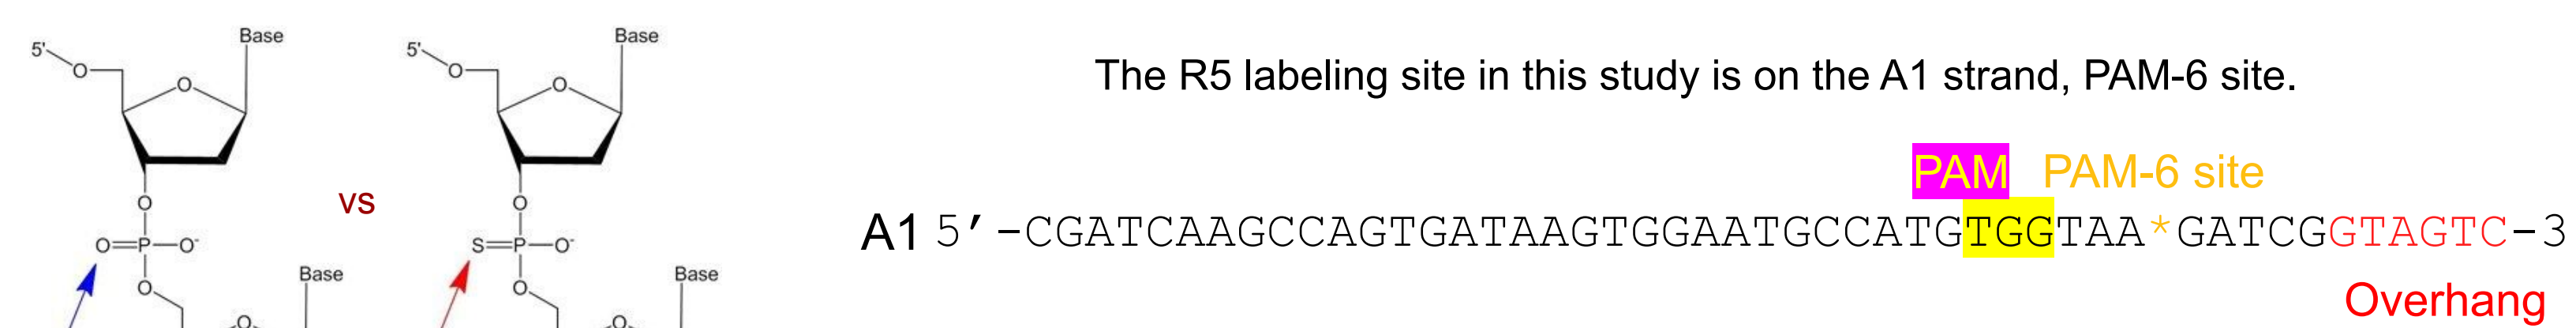 Base
5'
O
O
O
O=P—O-
O
Base
O
vs
Base
5'
O
O
O
S=P—O-
O
Base
O
The R5 labeling site in this study is on the A1 strand, PAM-6 site.
PAM PAM-6 site
A1 5′-CGATCAAGCCAGTGATAAGTGGAATGCCATGTGGTAA*GATCGGTAGTC-3
Overhang